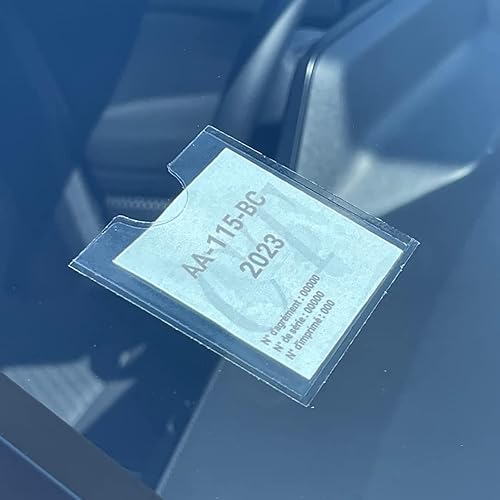 AA-115-BC
2023
N° d'agrément : 00000
N° de série : 00000
N° d'imprimé : 000